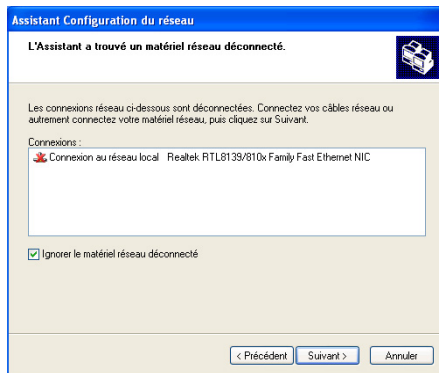 Assistant Configuration du réseau
L'Assistant a trouvé un matériel réseau déconnecté.
Les connexions réseau ci-dessous sont déconnectées. Connectez vos câbles réseau ou
autrement connectez votre matériel réseau, puis cliquez sur Suivant.
Connexions :
Connexion au réseau local Realtek RTL8139/810x Family Fast Ethernet NIC
Ignorer le matériel réseau déconnecté
< Précédent
Suivant >
Annuler